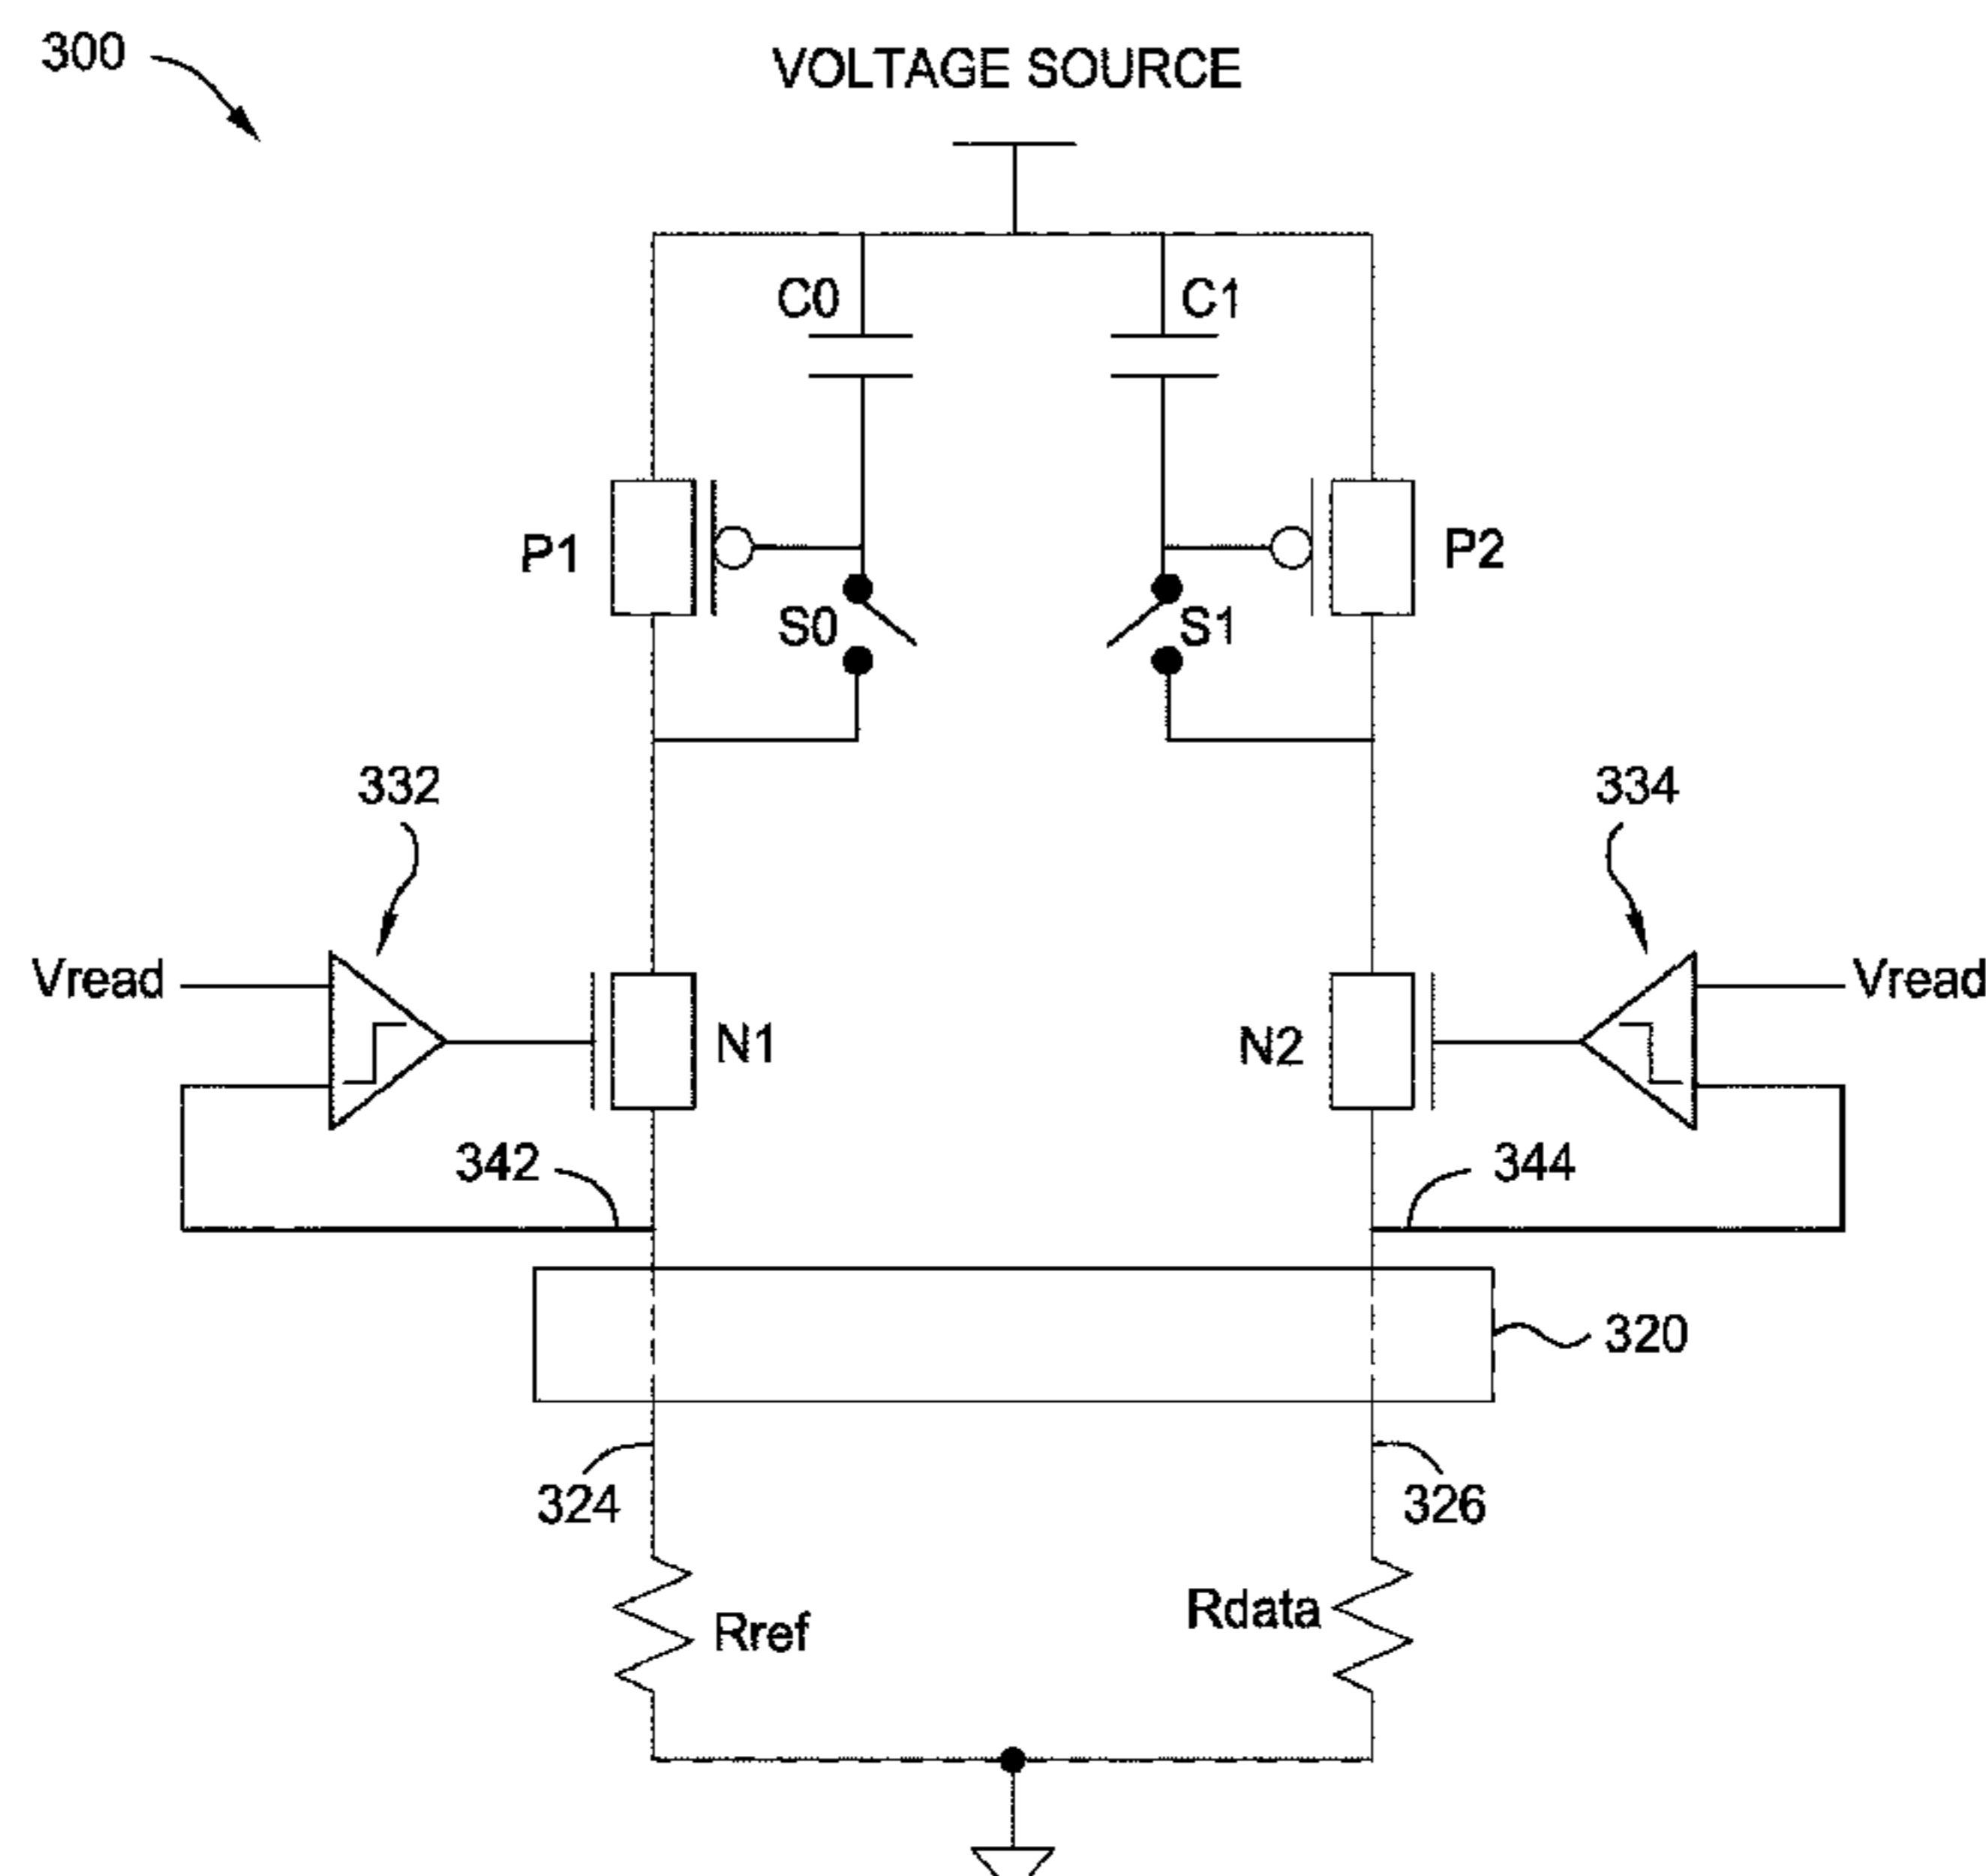 300
VOLTAGE SOURCE
C0
C1
P1
P2
S0
S1
332
334
Vread
Vread
N1
N2
342
344
320
324
326
Rref
Rdata